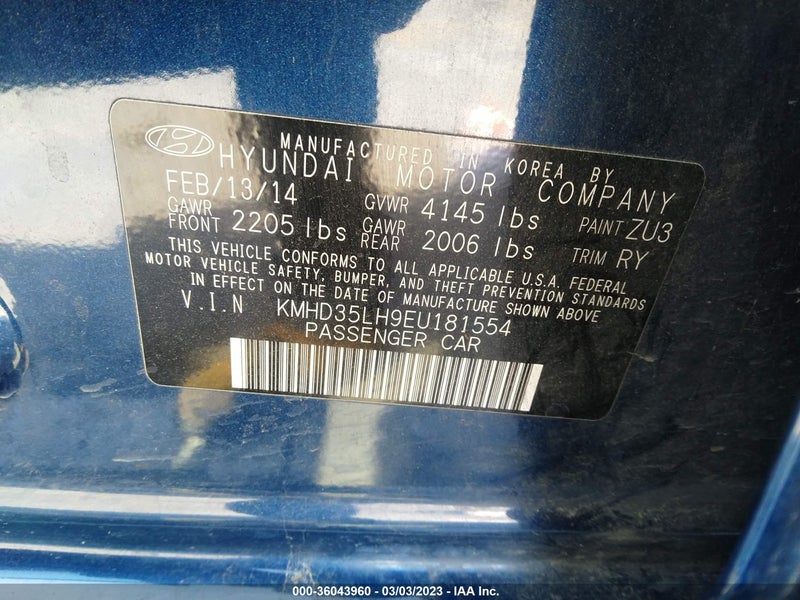 MANUFACTURED IN KOREA BY
HYUNDAI MOTOR COMPANY
FEB/13/14 GVWR 4145 lbs PAINT ZU3
GAWR FRONT 2205 lbs GAWR REAR 2006 lbs TRIM RY
THIS VEHICLE CONFORMS TO ALL APPLICABLE U.S.A. FEDERAL
MOTOR VEHICLE SAFETY, BUMPER, AND THEFT PREVENTION STANDARDS
IN EFFECT ON THE DATE OF MANUFACTURE SHOWN ABOVE.
V.I.N KMHD35LH9EU181554
PASSENGER CAR
000-36043960 - 03/03/2023 - IAA Inc.